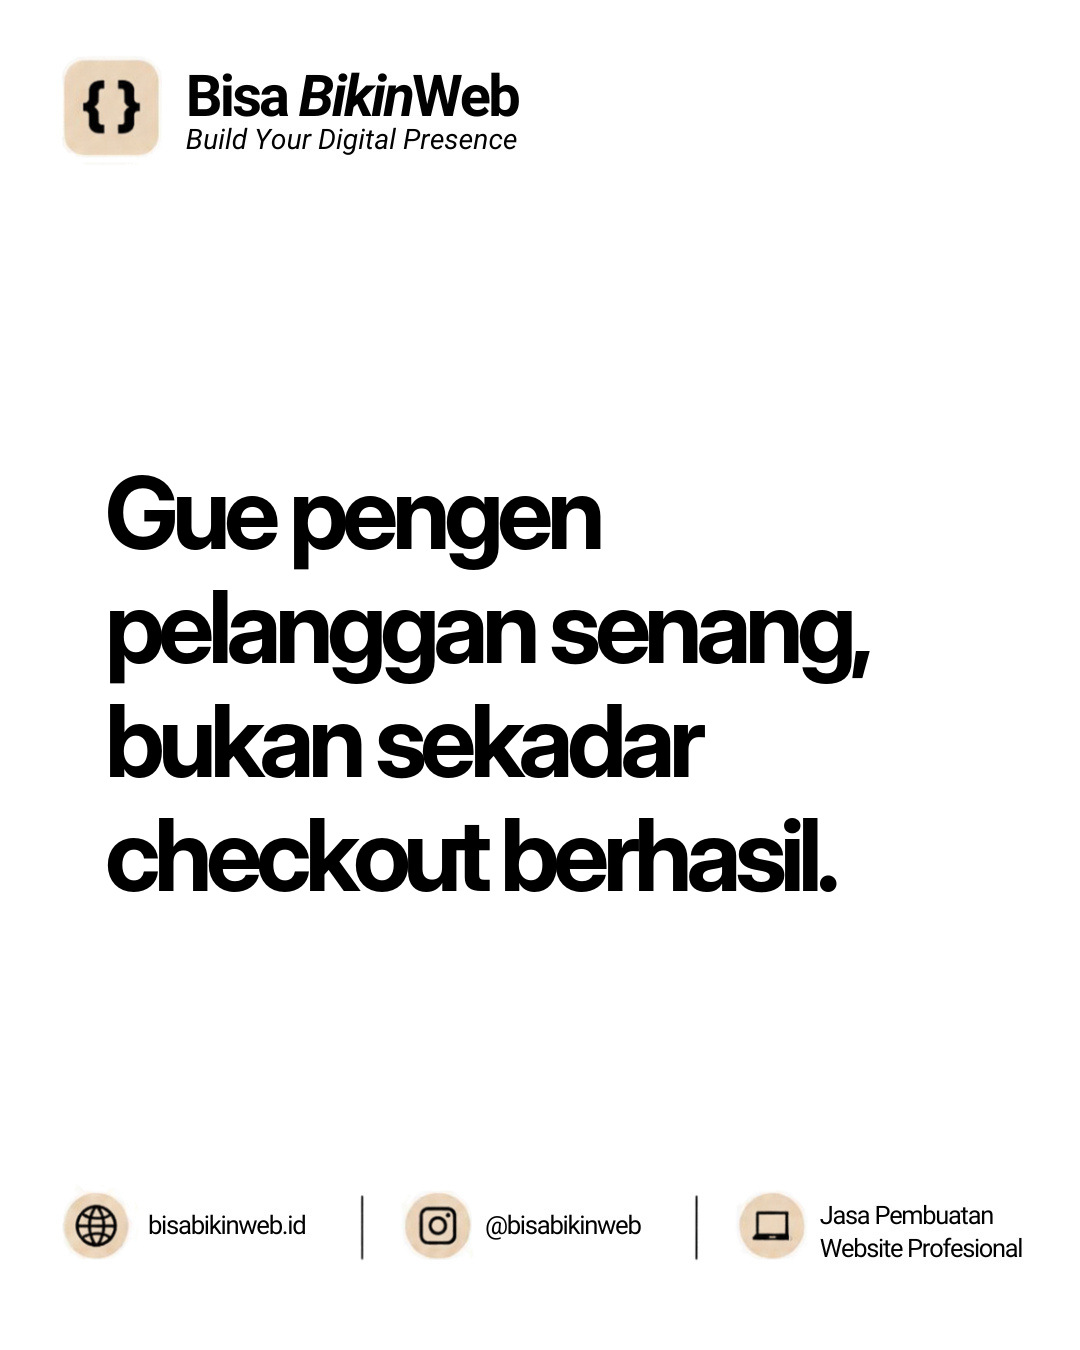 { }
Bisa BikinWeb
Build Your Digital Presence
Gue pengen
pelanggan senang,
bukan sekadar
checkout berhasil.
bisabikinweb.id
@bisabikinweb
Jasa Pembuatan
Website Profesional